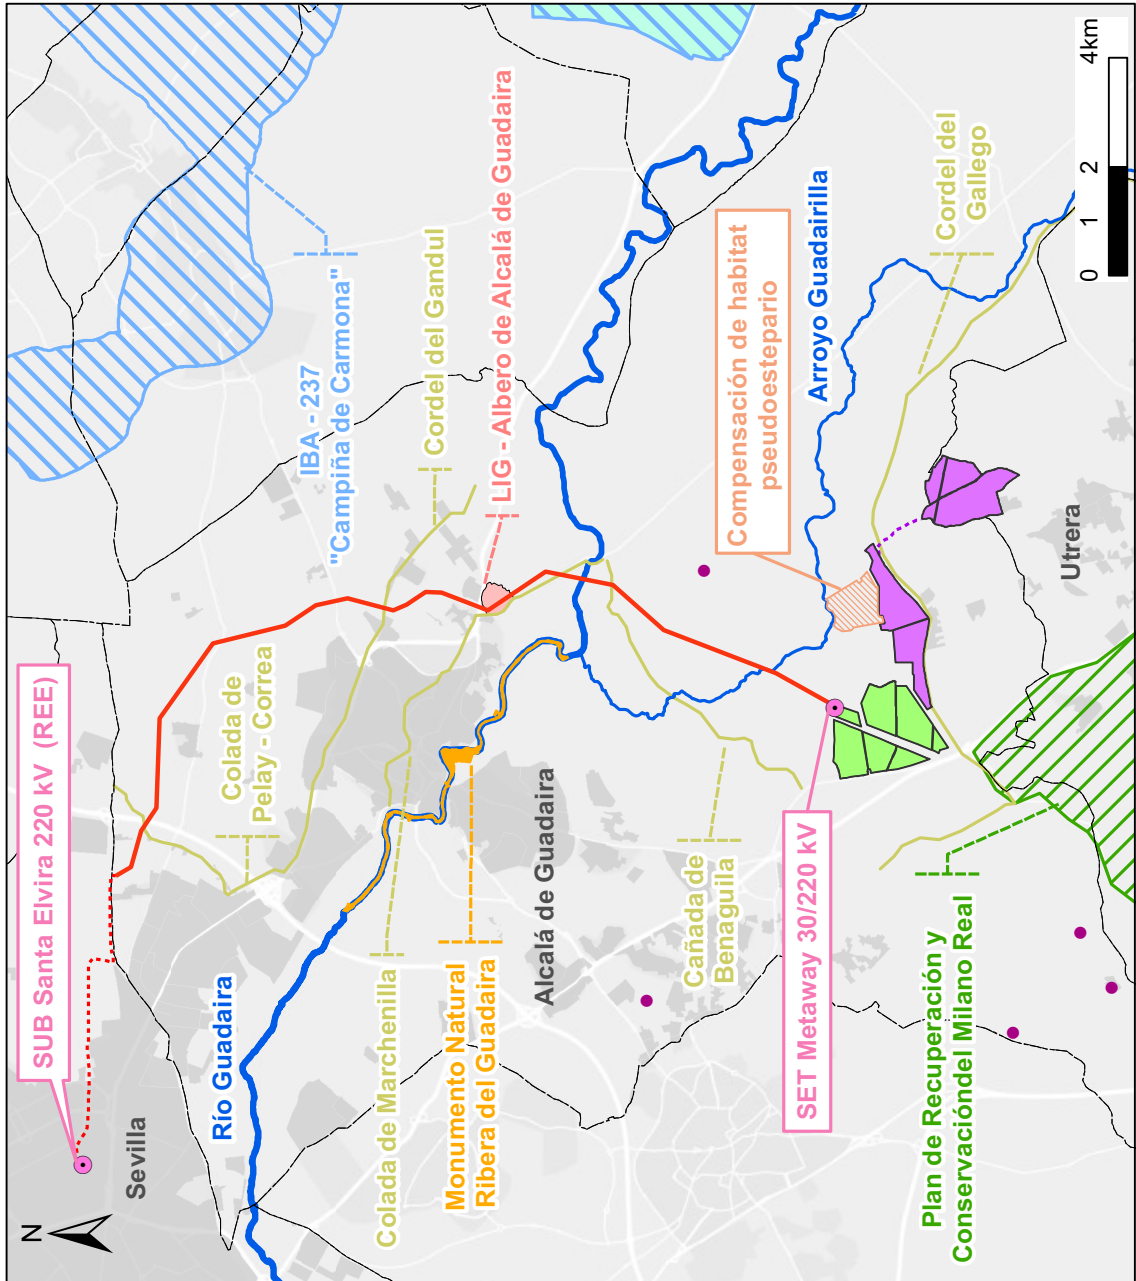 N
SUB Santa Elvira 220 kV (REE)
Sevilla
Río Guadaira
Colada de
Pelay - Correa
IBA - 237
"Campiña de Carmona"
Cordel del Gandul
Colada de Marchenilla
LIG - Albero de Alcalá de Guadaira
Monumento Natural
Ribera del Guadaira
Alcalá de Guadaira
Cañada de
Benaguila
Compensación de habitat
pseudoestepario
Arroyo Guadairilla
SET Metaway 30/220 kV
Cordel del
Gallego
Plan de Recuperación y
Conservacióndel Milano Real
Utrera
0 1 2 4km